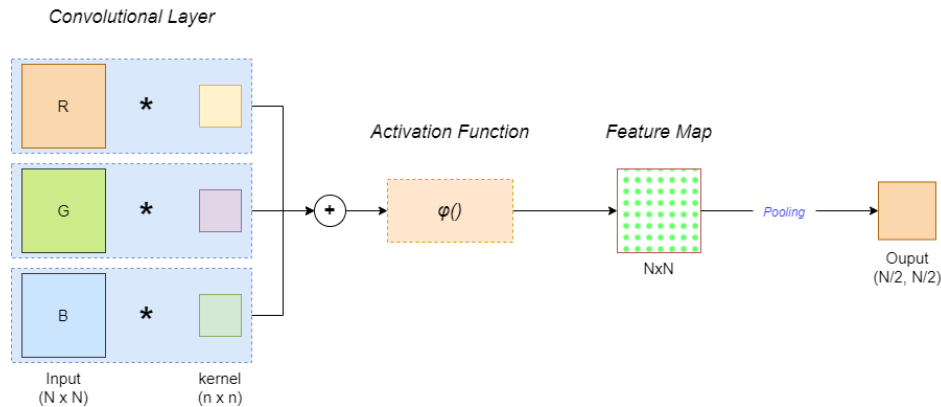 Convolutional Layer
R
*
G
*
B
*
Input
(N x N)
kernel
(n x n)
+
Activation Function
φ()
Feature Map
NxN
Pooling
Ouput
(N/2, N/2)